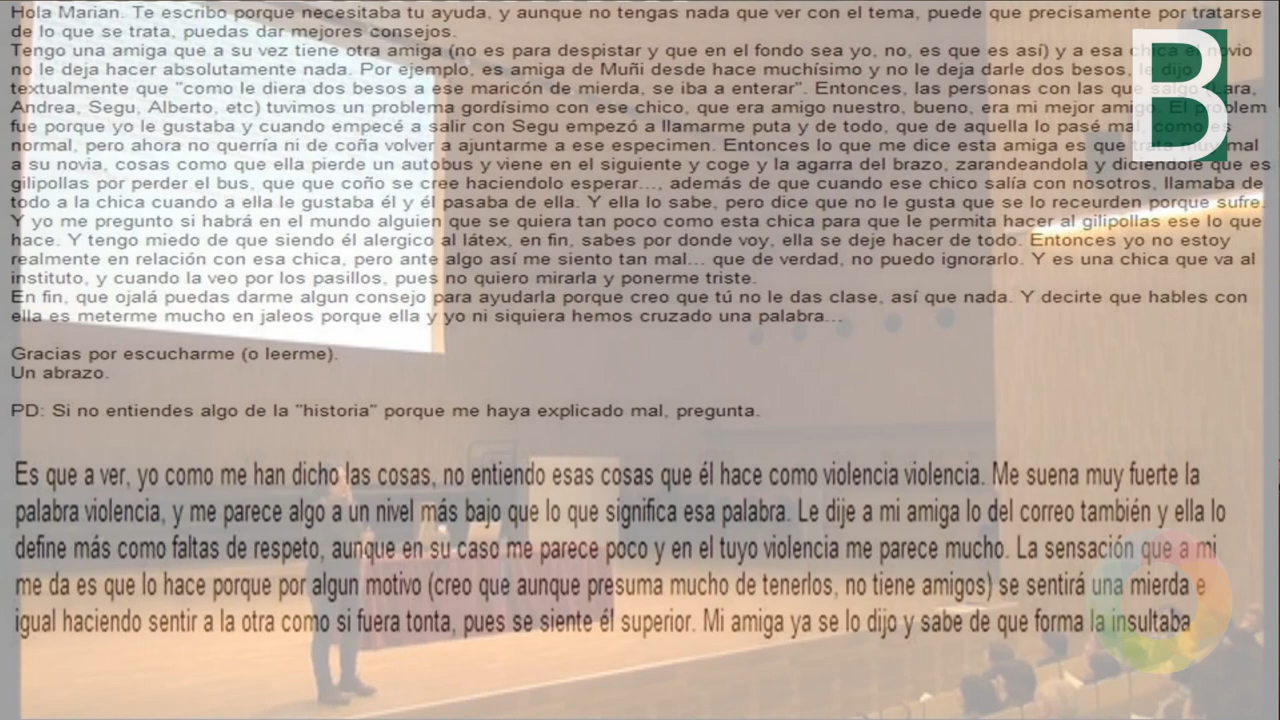 Hola Marian. Te escribo porque necesitaba tu ayuda, y aunque no tengas nada que ver con el tema, puede que precisamente por tratarse
de lo que se trata, puedas dar mejores consejos.
Tengo una amiga que a su vez tiene otra amiga (no es para despistar y que en el fondo sea yo, no, es que es así) y a esa chica el novio
no le deja hacer absolutamente nada. Por ejemplo, es amiga de Muñi desde hace muchísimo y no le deja darle dos besos, le dijo
textualmente que "como le diera dos besos a ese maricón de mierda, se iba a enterar". Entonces, las personas con las que salgo
Andrea, Segu, Alberto, etc) tuvimos un problema gordísimo con ese chico, que era amigo nuestro, bueno, era mi mejor amigo. El problem
fue porque yo le gustaba y cuando empecé a salir con Segu empezó a llamarme puta y de todo, que de aquella lo pasé mal, como es
normal, pero ahora no querría ni de coña volver a ajuntarme a ese especimen. Entonces lo que me dice esta amiga es que trata muy mal
a su novia, cosas como que ella pierde un autobus y viene en el siguiente y coge y la agarra del brazo, zarandeandola y diciendole que es
gilipollas por perder el bus, que que coño se cree haciendolo esperar..., además de que cuando ese chico salía con nosotros, llamaba de
todo a la chica cuando a ella le gustaba él y él pasaba de ella. Y ella lo sabe, pero dice que no le gusta que se lo receurden porque sufre.
Y yo me pregunto si habrá en el mundo alguien que se quiera tan poco como esta chica para que le permita hacer al gilipollas ese lo que
hace. Y tengo miedo de que siendo él alergico al látex, en fin, sabes por donde voy, ella se deje hacer de todo. Entonces yo no estoy
realmente en relación con esa chica, pero ante algo así me siento tan mal... que de verdad, no puedo ignorarlo. Y es una chica que va al
instituto, y cuando la veo por los pasillos, pues no quiero mirarla y ponerme triste.
En fin, que ojalá puedas darme algun consejo para ayudarla porque creo que tú no le das clase, así que nada. Y decirte que hables con
ella es meterme mucho en jaleos porque ella y yo ni siquiera hemos cruzado una palabra...
Gracias por escucharme (o leerme).
Un abrazo.
PD: Si no entiendes algo de la "historia" porque me haya explicado mal, pregunta.
Es que a ver, yo como me han dicho las cosas, no entiendo esas cosas que él hace como violencia violencia. Me suena muy fuerte la
palabra violencia, y me parece algo a un nivel más bajo que lo que significa esa palabra. Le dije a mi amiga lo del correo también y ella lo
define más como faltas de respeto, aunque en su caso me parece poco y en el tuyo violencia me parece mucho. La sensación que a mi
me da es que lo hace porque por algun motivo (creo que aunque presuma mucho de tenerlos, no tiene amigos) se sentirá una mierda e
igual haciendo sentir a la otra como si fuera tonta, pues se siente él superior. Mi amiga ya se lo dijo y sabe de que forma la insultaba
B